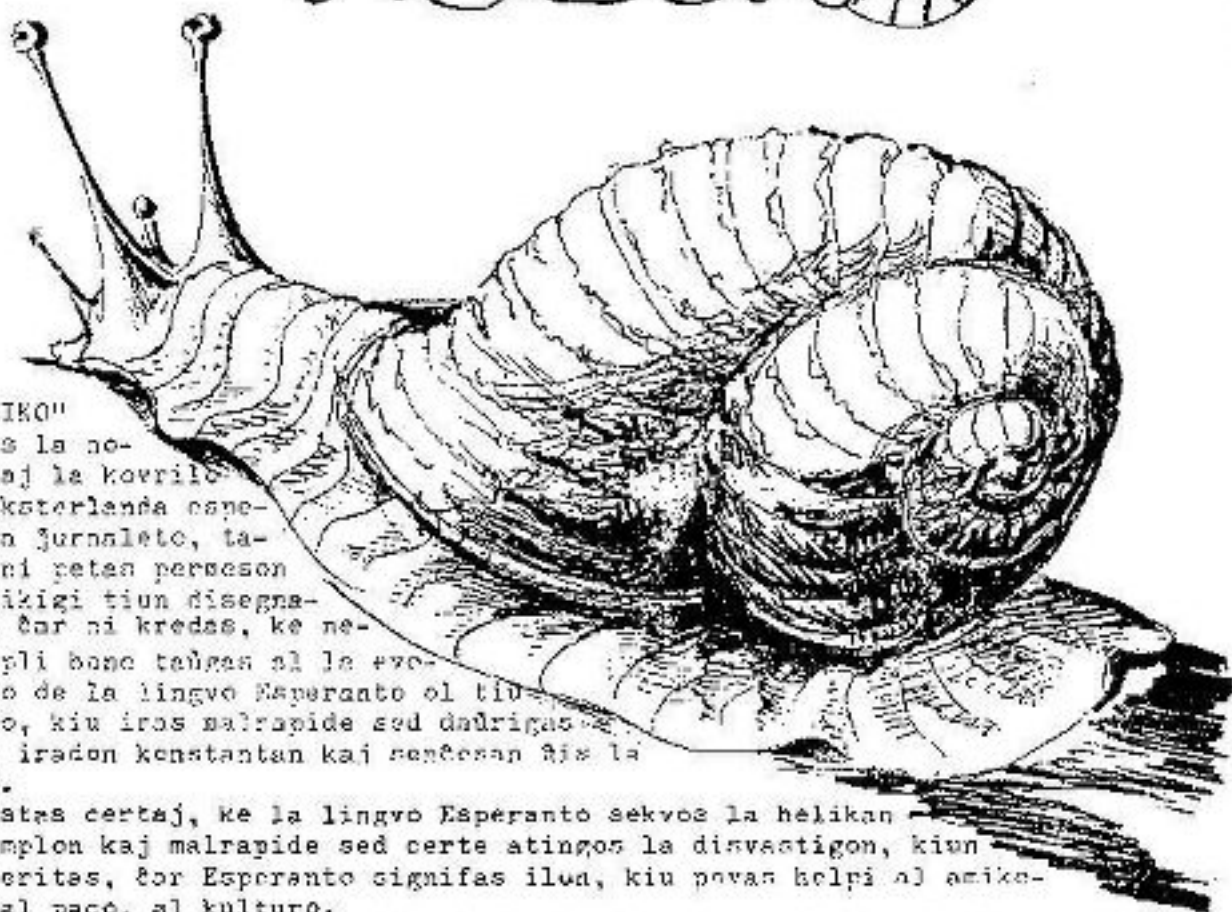 IKO"
s la no-
aj la kovrilo
ksterlanda espe-
a ĵurnaleto, ta-
ni petas permeson
ikigi tiun disegna-
ĉar ni kredas, ke ne-
pli bone taŭgas al la evo-
o de la lingvo Esperanto ol tiu
o, kiu iras malrapide sed daŭrigas
iradon konstantan kaj senĉesan ĝis la
.
stas certaj, ke la lingvo Esperanto sekvos la helikan
mplon kaj malrapide sed certe atingos la disvastigon, kiun
eritas, ĉar Esperanto signifas ilon, kiu povas helpi al amiko-
al paco, al kulturo.